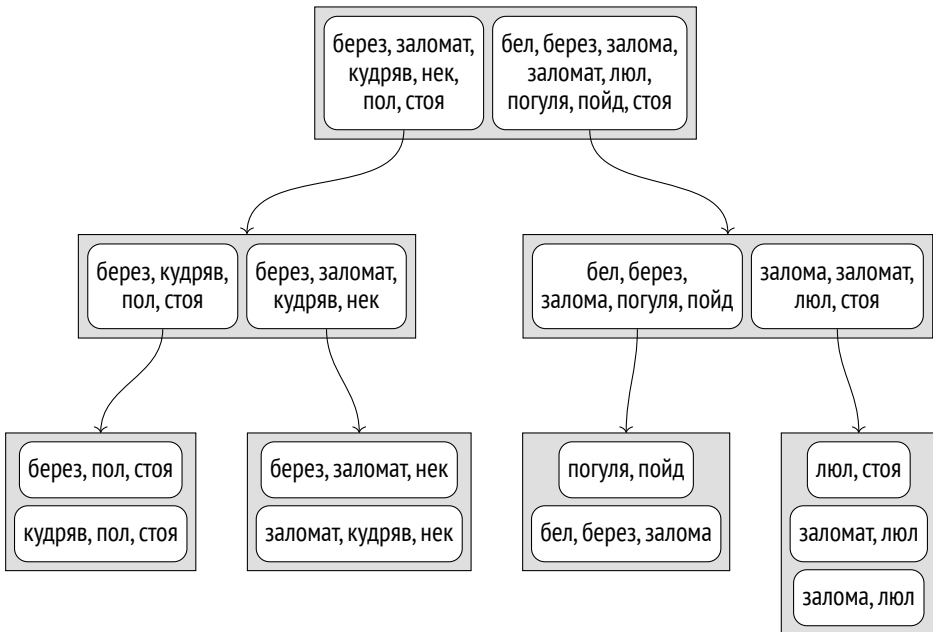 берез, заломат,
кудряв, нек,
пол, стоя
бел, берез, залома,
заломат, люл,
погуля, пойд, стоя
берез, кудряв,
пол, стоя
берез, заломат,
кудряв, нек
бел, берез,
залома, погуля, пойд
залома, заломат,
люл, стоя
берез, пол, стоя
кудряв, пол, стоя
берез, заломат, нек
заломат, кудряв, нек
погуля, пойд
бел, берез, залома
люл, стоя
заломат, люл
залома, люл